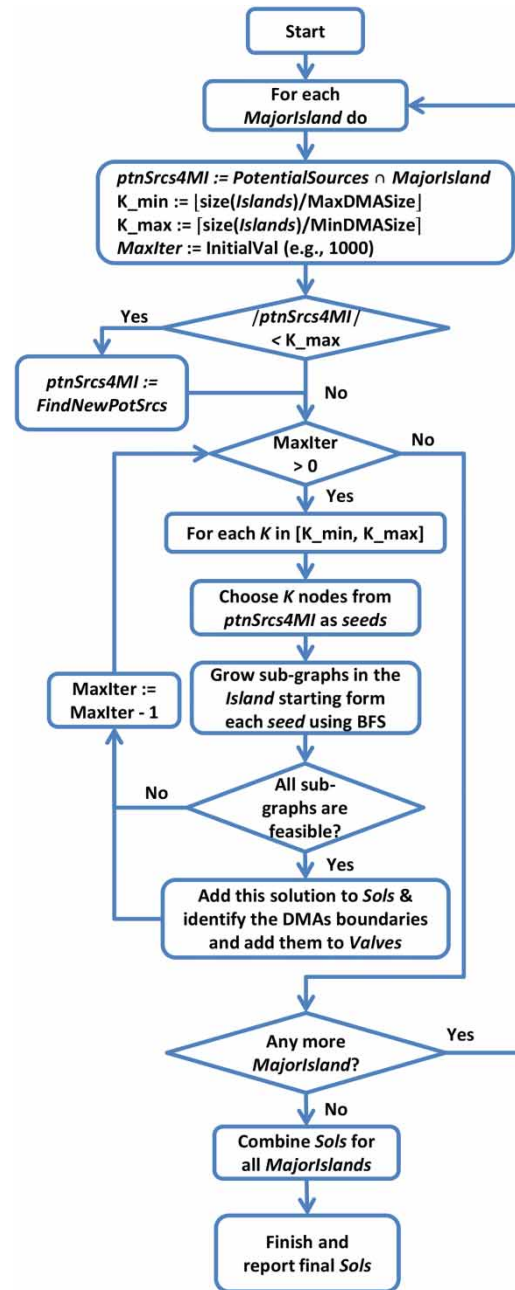 Start
For each
MajorIsland do
ptnSrcs4MI := PotentialSources ∩ MajorIsland
K_min := ⌊size(Islands)/MaxDMASize⌋
K_max := ⌈size(Islands)/MinDMASize⌉
MaxIter := InitialVal (e.g., 1000)
Yes
|ptnSrcs4MI|
< K_max
ptnSrcs4MI :=
FindNewPotSrcs
No
MaxIter
> 0
No
Yes
For each K in [K_min, K_max]
Choose K nodes from
ptnSrcs4MI as seeds
MaxIter :=
MaxIter - 1
Grow sub-graphs in the
Island starting form
each seed using BFS
No
All sub-
graphs are
feasible?
Yes
Add this solution to Sols &
identify the DMAs boundaries
and add them to Valves
Any more
MajorIsland?
Yes
No
Combine Sols for
all MajorIslands
Finish and
report final Sols